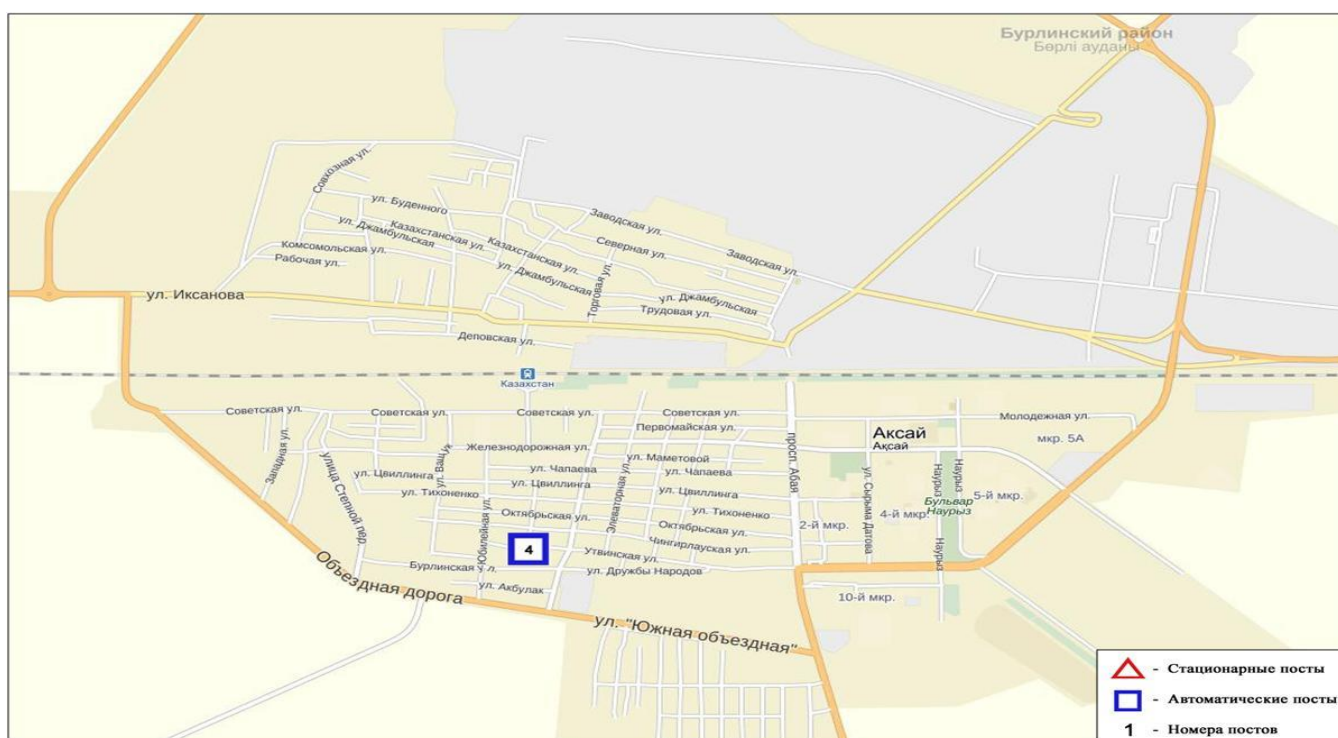 Бурлинский район
Бөрлі ауданы
Совхозная ул.
ул. Буденного
Заводская ул.
ул. Джамбульская
Казахстанская ул.
Казахстанская ул.
Северная ул.
Заводская ул.
Комсомольская ул.
Рабочая ул.
ул. Джамбульская
Торговая ул.
ул. Джамбульская
Трудовая ул.
ул. Иксанова
Деповская ул.
Казахстан
Советская ул.
Советская ул.
Советская ул.
Советская ул.
Молодежная ул.
Первомайская ул.
Аксай
Ақсай
мкр. 5А
Западная ул.
улица Степной пер.
ул. Ващук
Железнодорожная ул.
ул. Маметовой
просп. Абая
ул. Цвиллинга
ул. Чапаева
ул. Чапаева
ул. Тихоненко
ул. Цвиллинга
ул. Цвиллинга
Элеваторная ул.
ул. Сырыма Датова
Наурыз
Наурыз
Бульвар
Наурыз
5-й мкр.
4-й мкр.
2-й мкр.
Юбилейная ул.
Октябрьская ул.
ул. Тихоненко
Октябрьская ул.
Чингирлауская ул.
4
Утвинская ул.
Наурыз
Бурлинская ул.
ул. Дружбы Народов
ул. Акбулак
10-й мкр.
Объездная дорога
ул. "Южная объездная"
- Стационарные посты
- Автоматические посты
1 - Номера постов